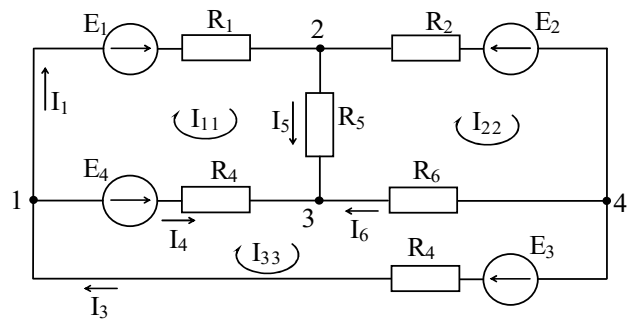 E1 R1 2 R2 E2
I1
I11 I5 R5 I22
E4 R4 R6
1 I4 3 I6 4
I33 R4 E3
I3